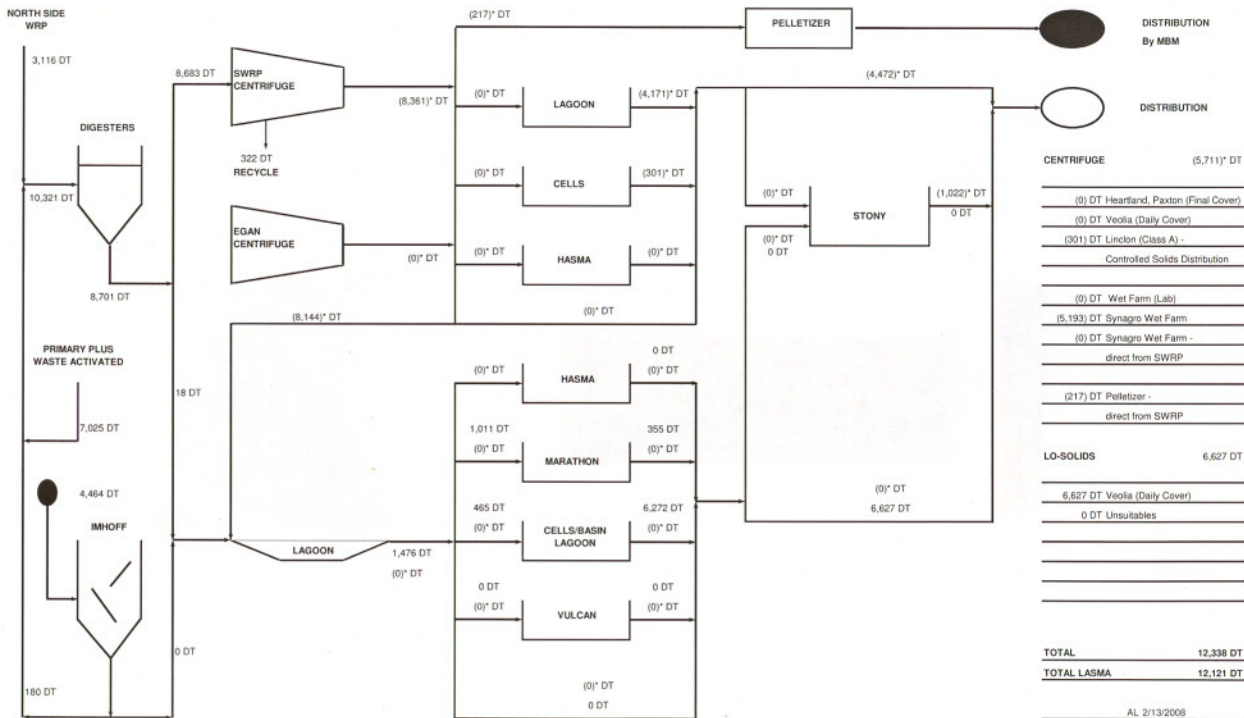 NORTH SIDE
WRP
3,116 DT
DIGESTERS
10,321 DT
8,701 DT
PRIMARY PLUS
WASTE ACTIVATED
7,025 DT
4,464 DT
IMHOFF
180 DT
0 DT
18 DT
8,683 DT
SWRP
CENTRIFUGE
(8,361)* DT
322 DT
RECYCLE
EGAN
CENTRIFUGE
(0)* DT
(8,144)* DT
(0)* DT
LAGOON
1,476 DT
(0)* DT
(217)* DT
PELLETIZER
(0)* DT
LAGOON
(4,171)* DT
(0)* DT
CELLS
(301)* DT
(0)* DT
HASMA
(0)* DT
0 DT
(0)* DT
HASMA
(0)* DT
1,011 DT
355 DT
(0)* DT
MARATHON
(0)* DT
465 DT
6,272 DT
(0)* DT
CELLS/BASIN
LAGOON
(0)* DT
0 DT
0 DT
(0)* DT
VULCAN
(0)* DT
(0)* DT
0 DT
(4,472)* DT
(0)* DT
STONY
(1,022)* DT
0 DT
(0)* DT
0 DT
(0)* DT
6,627 DT
DISTRIBUTION
By MBM
DISTRIBUTION
CENTRIFUGE (5,711)* DT
(0) DT Heartland, Paxton (Final Cover)
(0) DT Veolia (Daily Cover)
(301) DT Linclon (Class A) -
Controlled Solids Distribution
(0) DT Wet Farm (Lab)
(5,193) DT Synagro Wet Farm
(0) DT Synagro Wet Farm -
direct from SWRP
(217) DT Pelletizer -
direct from SWRP
LO-SOLIDS 6,627 DT
6,627 DT Veolia (Daily Cover)
0 DT Unsuitables
TOTAL 12,338 DT
TOTAL LASMA 12,121 DT
AL 2/13/2008